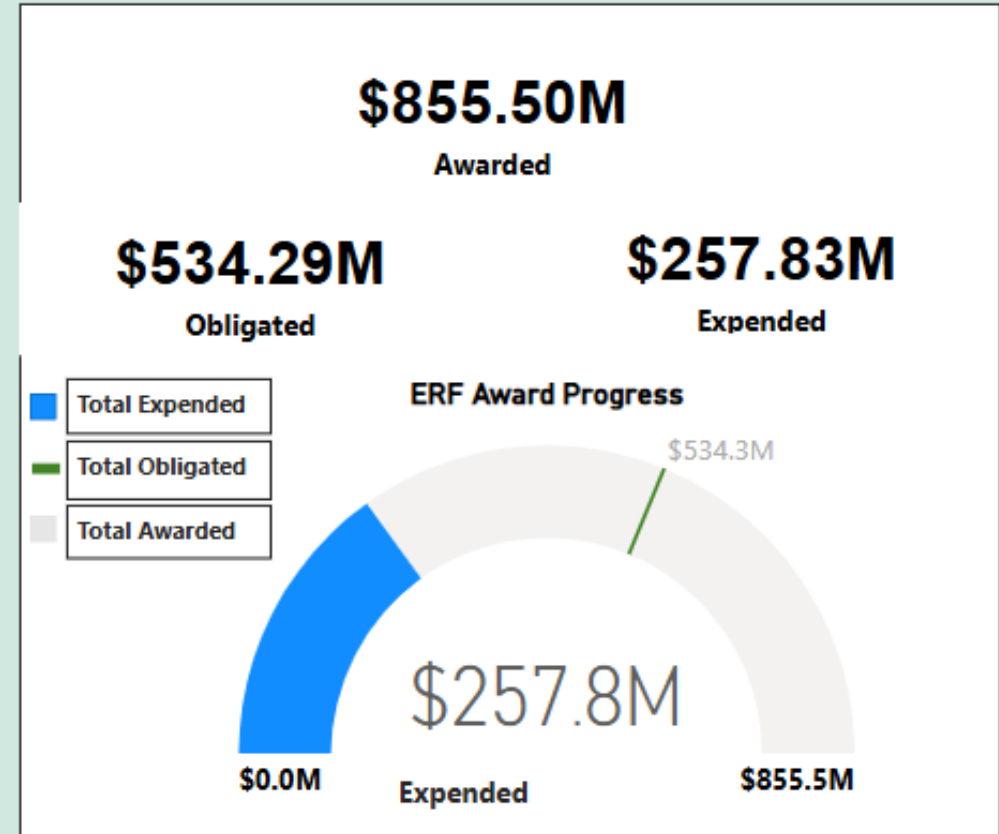 $855.50M
Awarded
$534.29M
Obligated
$257.83M
Expended
Total Expended
Total Obligated
Total Awarded
ERF Award Progress
$534.3M
$257.8M
$0.0M
Expended
$855.5M